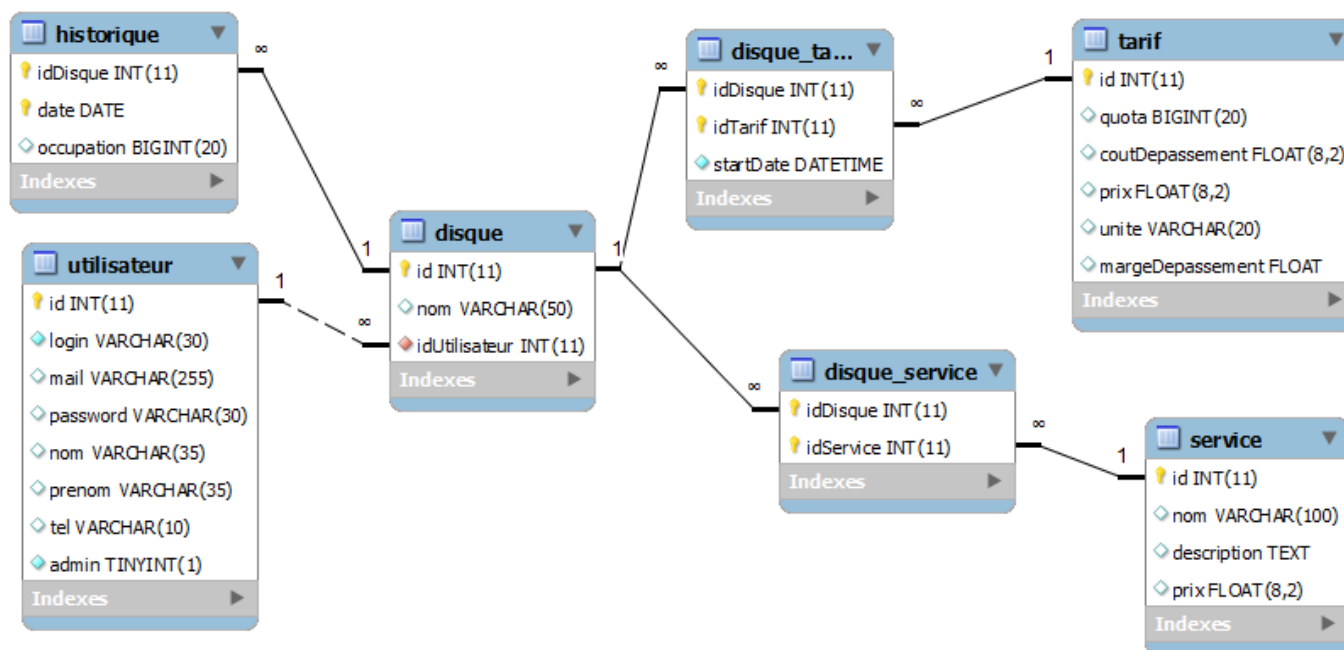 historique
idDisque INT(11)
date DATE
occupation BIGINT(20)
Indexes
∞
1
utilisateur
id INT(11)
login VARCHAR(30)
mail VARCHAR(255)
password VARCHAR(30)
nom VARCHAR(35)
prenom VARCHAR(35)
tel VARCHAR(10)
admin TINYINT(1)
Indexes
1
∞
disque
id INT(11)
nom VARCHAR(50)
idUtilisateur INT(11)
Indexes
1
∞
disque_ta...
idDisque INT(11)
idTarif INT(11)
startDate DATETIME
Indexes
∞
1
tarif
id INT(11)
quota BIGINT(20)
coutDepassement FLOAT(8,2)
prix FLOAT(8,2)
unite VARCHAR(20)
margeDepassement FLOAT
Indexes
∞
disque_service
idDisque INT(11)
idService INT(11)
Indexes
∞
1
service
id INT(11)
nom VARCHAR(100)
description TEXT
prix FLOAT(8,2)
Indexes